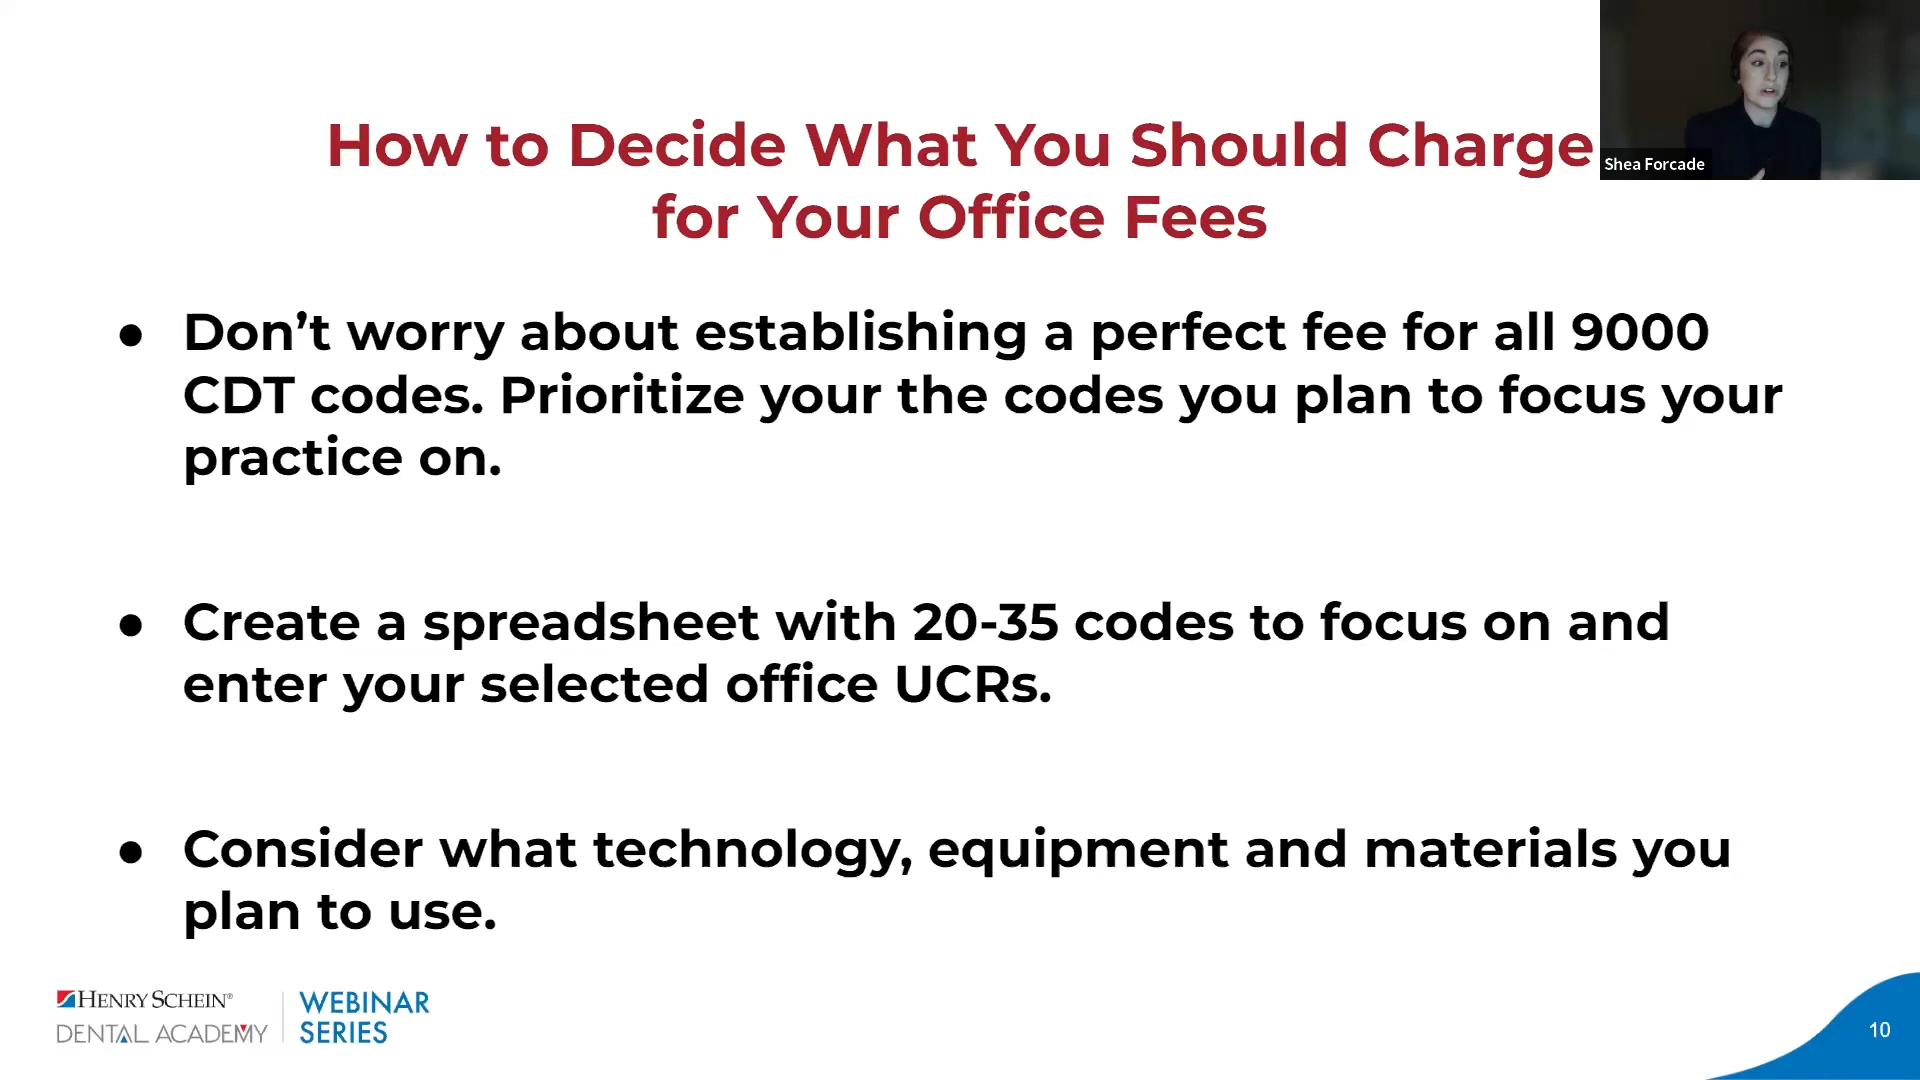 How to Decide What You Should Charge
for Your Office Fees
Shea Forcade
● Don’t worry about establishing a perfect fee for all 9000
CDT codes. Prioritize your the codes you plan to focus your
practice on.
● Create a spreadsheet with 20-35 codes to focus on and
enter your selected office UCRs.
● Consider what technology, equipment and materials you
plan to use.
HENRY SCHEIN®
DENTAL ACADEMY
WEBINAR
SERIES
10